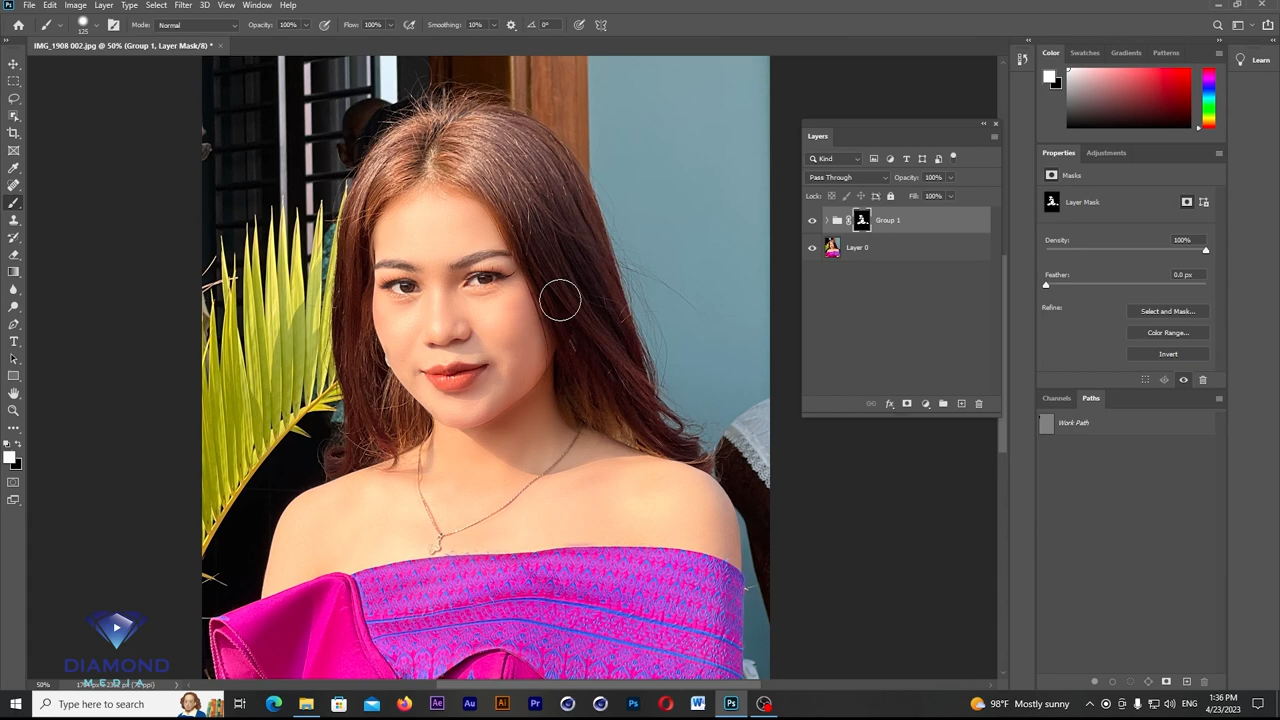 File Edit Image Layer Type Select Filter 3D View Window Help
Mode: Normal Opacity: 100% Flow: 100% Smoothing: 10% 0°
125
IMG_1908 002.jpg @ 50% (Group 1, Layer Mask/8) *
Color Swatches Gradients Patterns
Learn
Layers
Kind
Pass Through Opacity: 100%
Lock: Fill: 100%
Group 1
Layer 0
Properties Adjustments
Masks
Layer Mask
Density: 100%
Feather: 0.0 px
Refine: Select and Mask...
Color Range...
Invert
Channels Paths
Work Path
DIAMOND
MEDIA
50%
Type here to search
98°F Mostly sunny
ENG
1:36 PM
4/23/2023